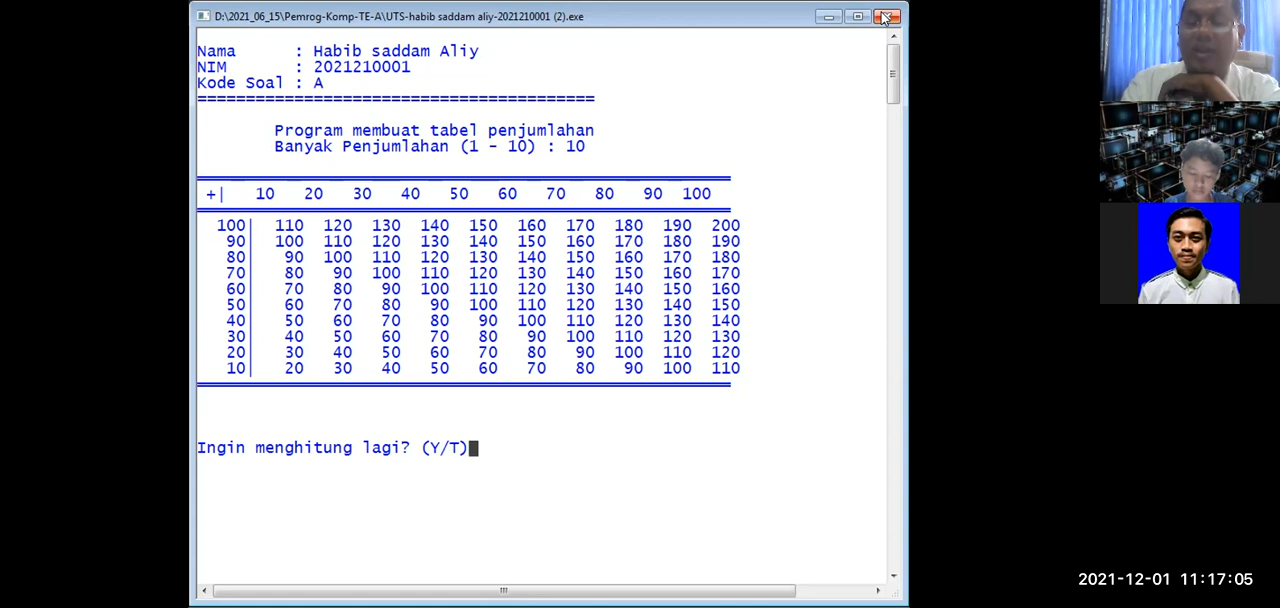 D:\2021_06_15\Pemrog-Komp-TE-A\UTS-habib saddam aliy-2021210001 (2).exe
Nama : Habib saddam Aliy
NIM : 2021210001
Kode Soal : A
=========================================
Program membuat tabel penjumlahan
Banyak Penjumlahan (1 - 10) : 10
+| 10 20 30 40 50 60 70 80 90 100
100| 110 120 130 140 150 160 170 180 190 200
90| 100 110 120 130 140 150 160 170 180 190
80| 90 100 110 120 130 140 150 160 170 180
70| 80 90 100 110 120 130 140 150 160 170
60| 70 80 90 100 110 120 130 140 150 160
50| 60 70 80 90 100 110 120 130 140 150
40| 50 60 70 80 90 100 110 120 130 140
30| 40 50 60 70 80 90 100 110 120 130
20| 30 40 50 60 70 80 90 100 110 120
10| 20 30 40 50 60 70 80 90 100 110
Ingin menghitung lagi? (Y/T)
2021-12-01 11:17:05